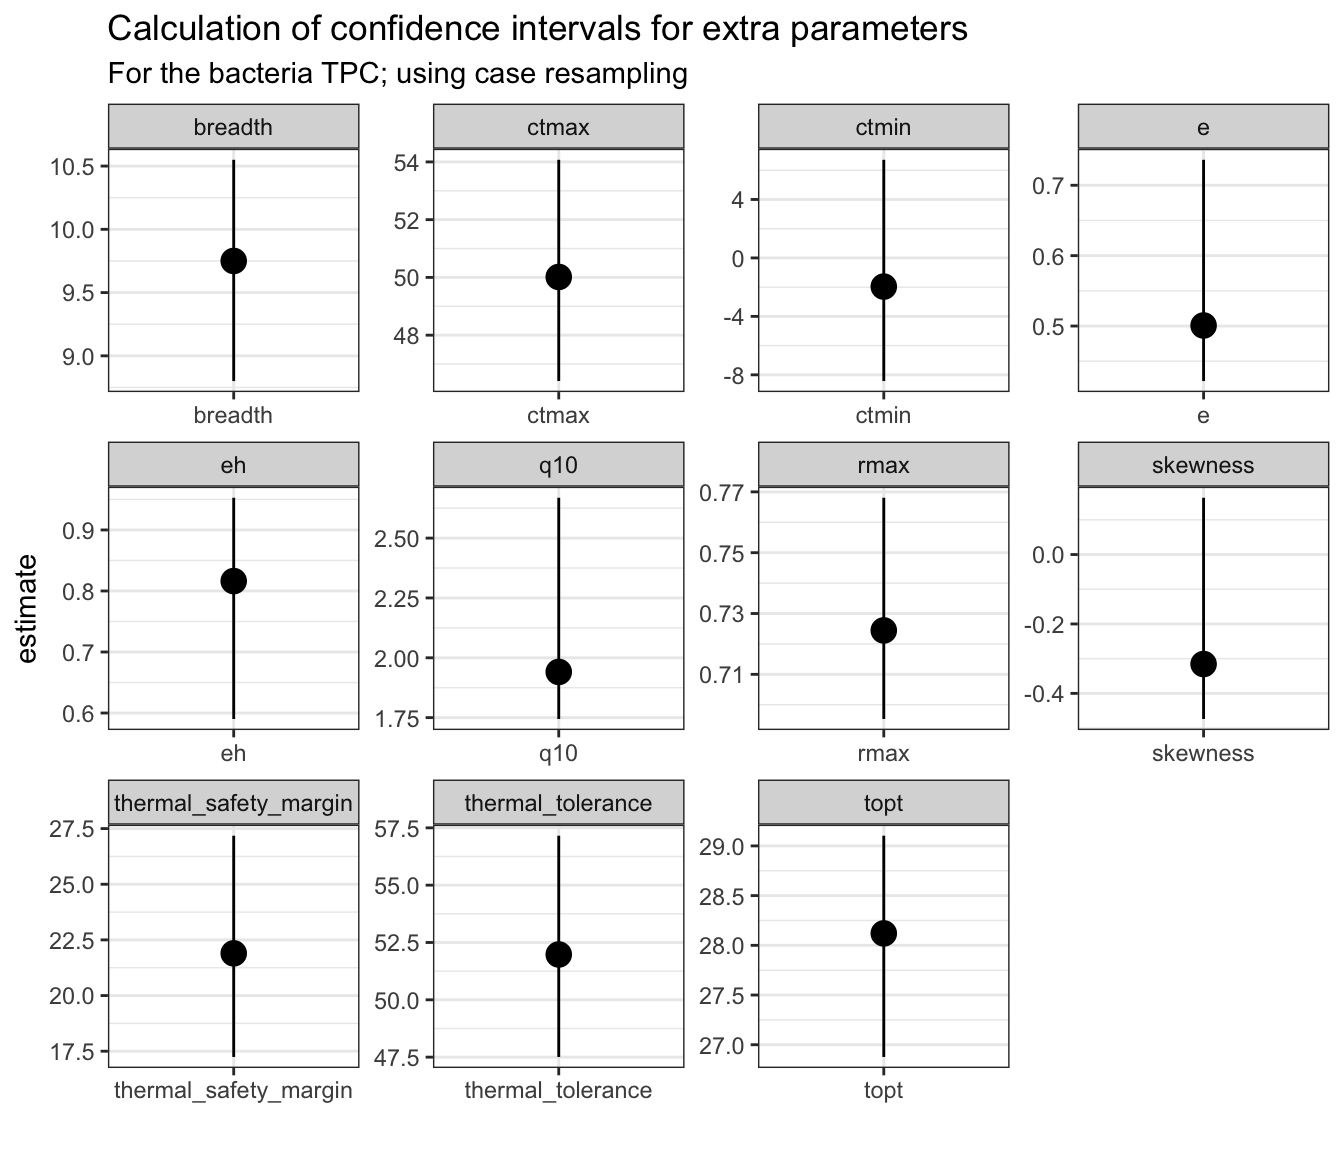 Calculation of confidence intervals for extra parameters
For the bacteria TPC; using case resampling
breadth ctmax ctmin e
10.5 54 4 0.7
10.0 52 0 0.6
9.5 50 -4 0.5
9.0 48 -8
breadth ctmax ctmin e
eh q10 rmax skewness
0.9 2.50 0.77 0.0
0.8 2.25 0.75 -0.2
0.7 2.00 0.73 -0.4
0.6 1.75 0.71
estimate
eh q10 rmax skewness
thermal_safety_margin thermal_tolerance topt
27.5 57.5 29.0
25.0 55.0 28.5
22.5 52.5 28.0
20.0 50.0 27.5
17.5 47.5 27.0
thermal_safety_margin thermal_tolerance topt